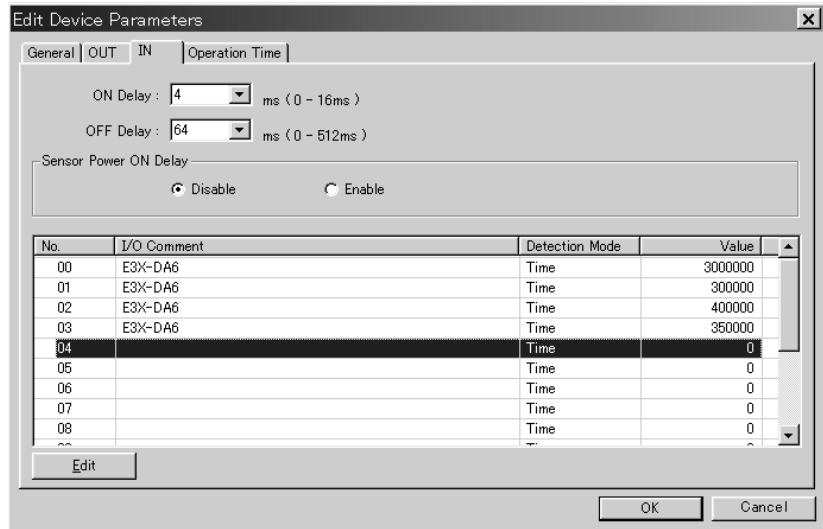 Edit Device Parameters
General OUT IN Operation Time
ON Delay : 4 ms ( 0 - 16ms )
OFF Delay : 64 ms ( 0 - 512ms )
Sensor Power ON Delay
Disable Enable
No. I/O Comment Detection Mode Value
00 E3X-DA6 Time 3000000
01 E3X-DA6 Time 300000
02 E3X-DA6 Time 400000
03 E3X-DA6 Time 350000
04 Time 0
05 Time 0
06 Time 0
07 Time 0
08 Time 0
Edit
OK Cancel